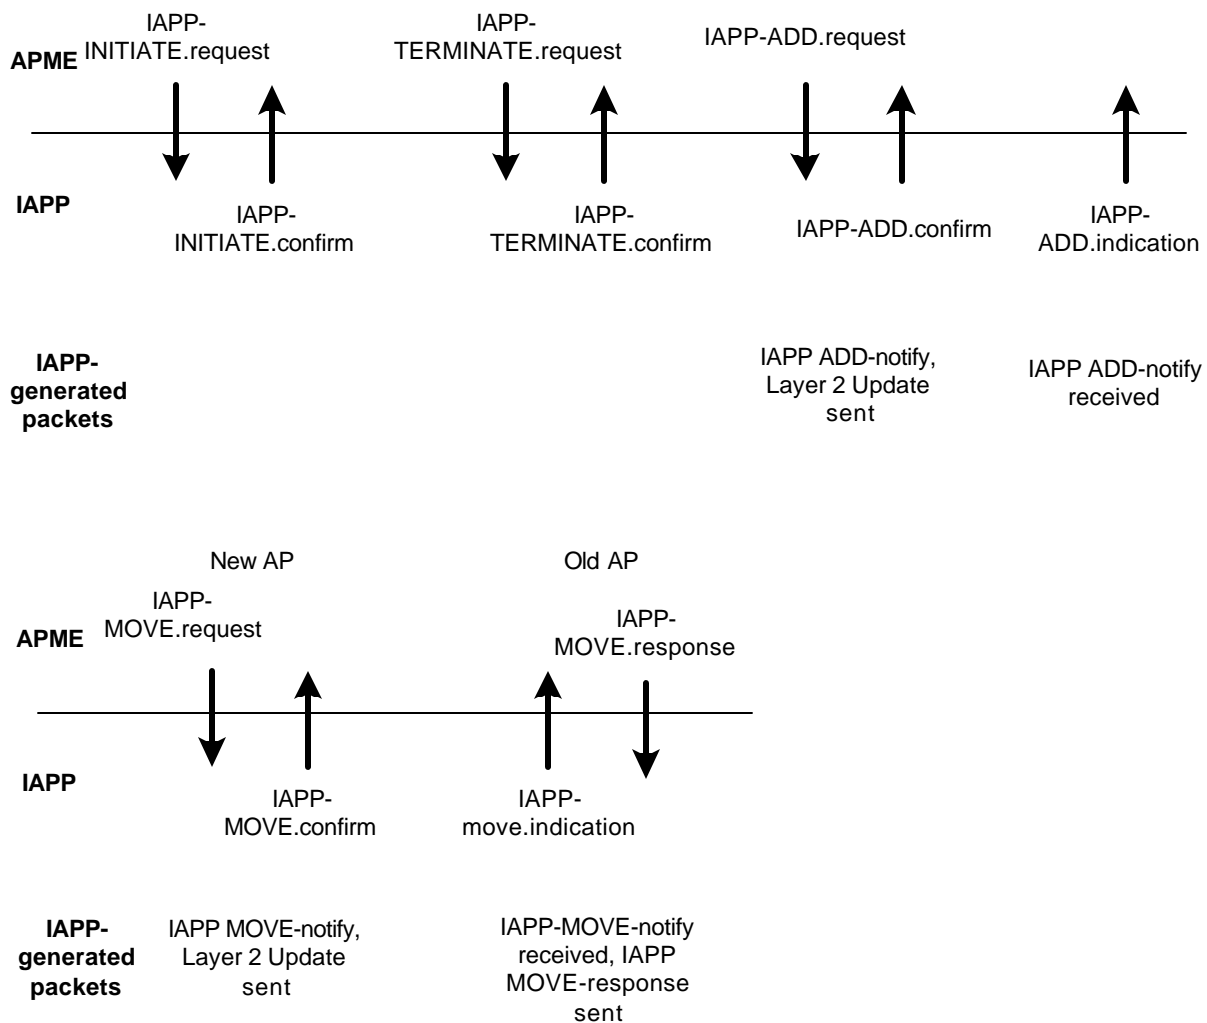 IAPP-
INITIATE.request
IAPP-
TERMINATE.request
IAPP-ADD.request
APME
IAPP
IAPP-
INITIATE.confirm
IAPP-
TERMINATE.confirm
IAPP-ADD.confirm
IAPP-
ADD.indication
IAPP-
generated
packets
IAPP ADD-notify,
Layer 2 Update
sent
IAPP ADD-notify
received
New AP
Old AP
IAPP-
MOVE.request
IAPP-
MOVE.response
APME
IAPP
IAPP-
MOVE.confirm
IAPP-
move.indication
IAPP-
generated
packets
IAPP MOVE-notify,
Layer 2 Update
sent
IAPP-MOVE-notify
received, IAPP
MOVE-response
sent